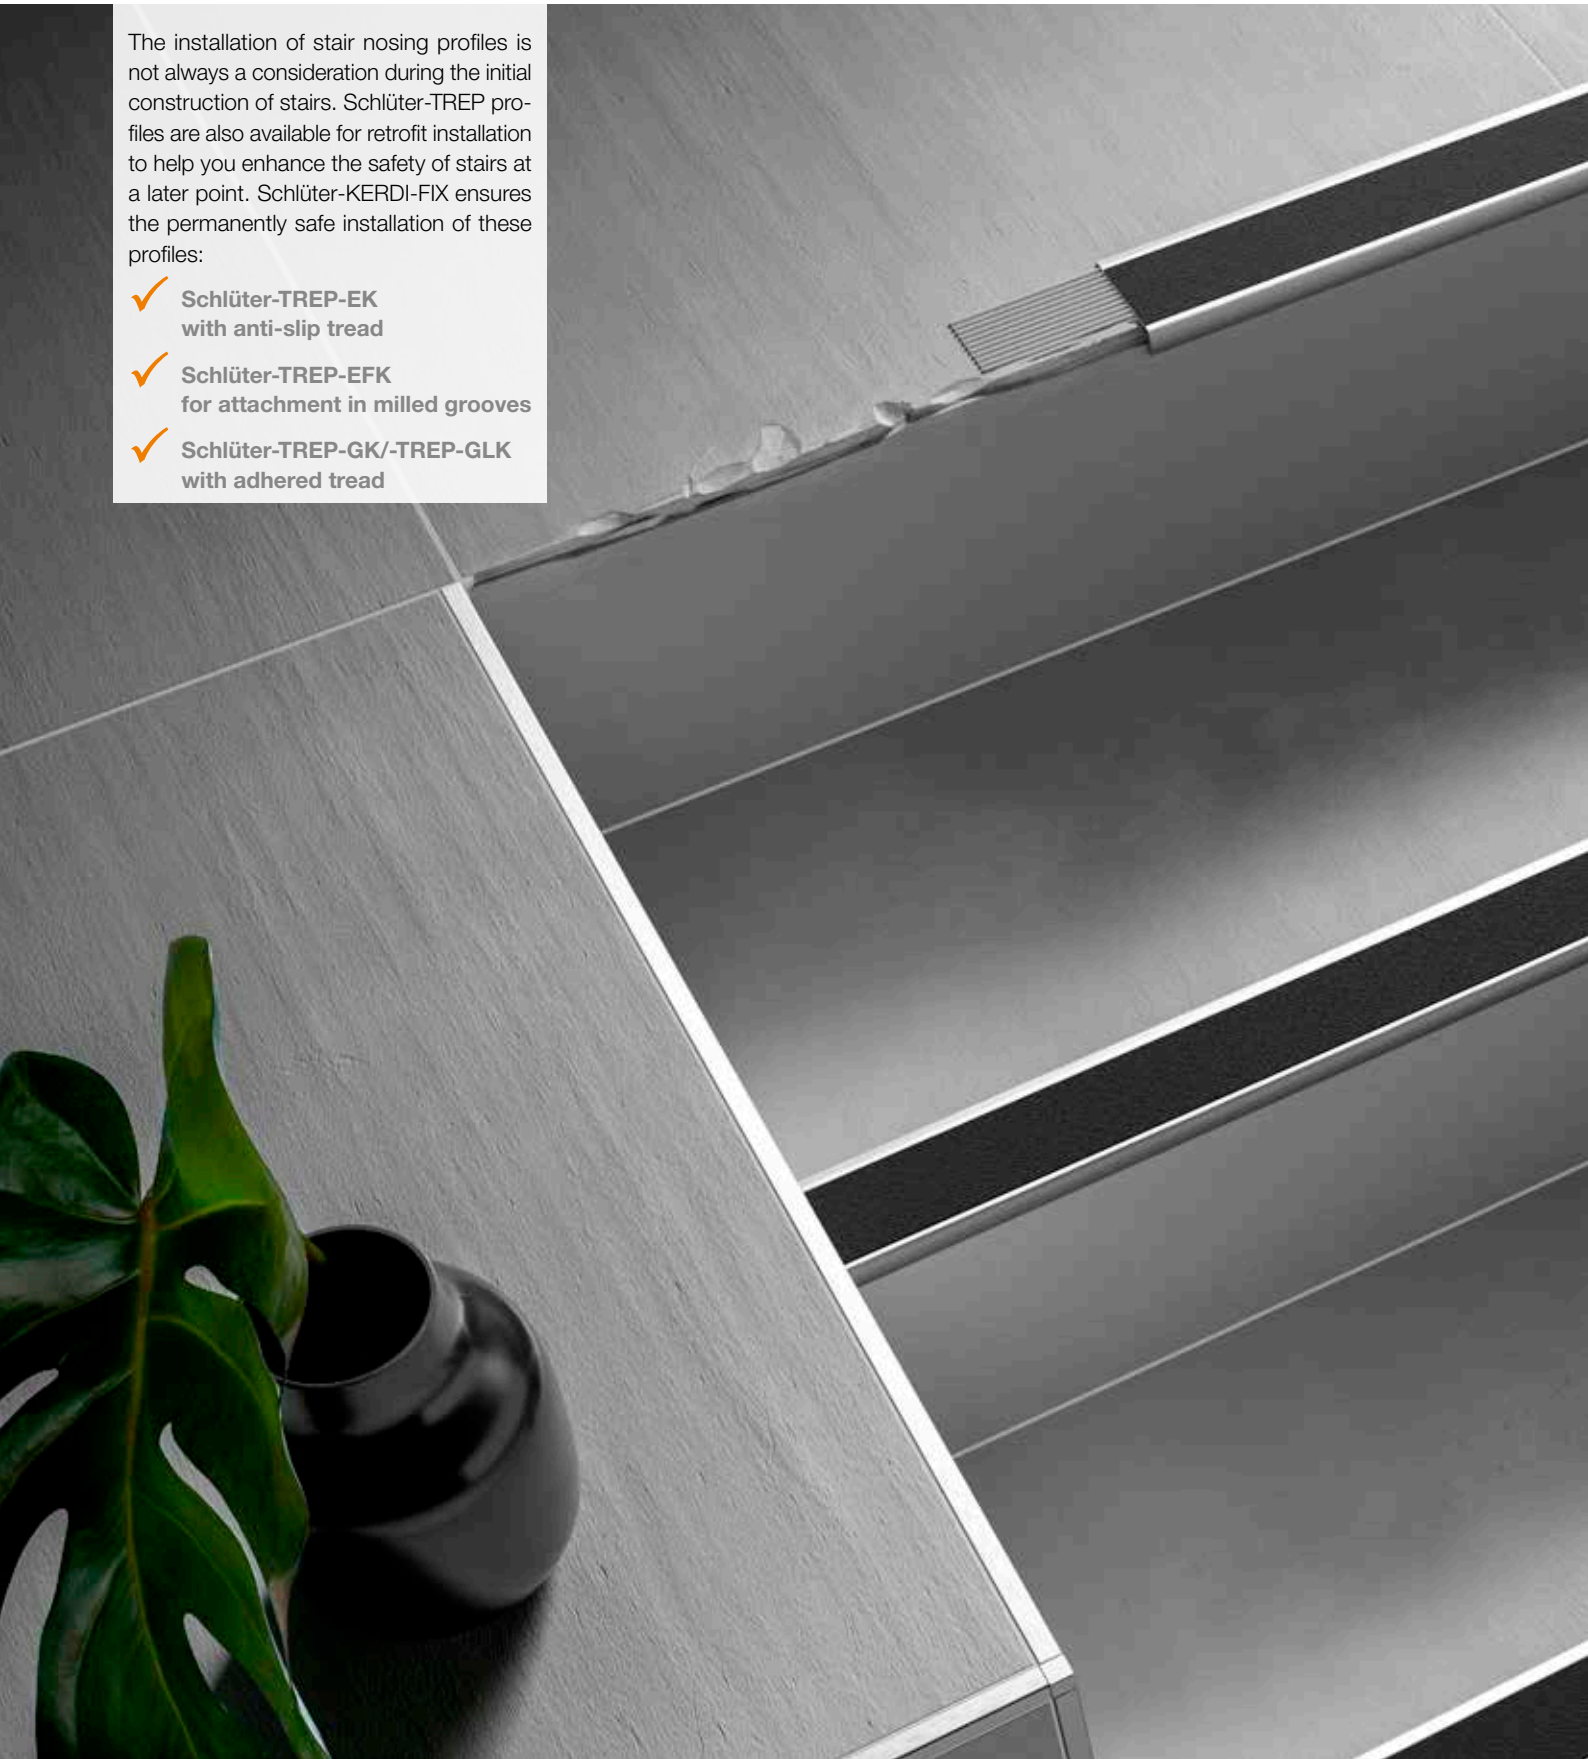 The installation of stair nosing profiles is
not always a consideration during the initial
construction of stairs. Schlüter-TREP pro-
files are also available for retrofit installation
to help you enhance the safety of stairs at
a later point. Schlüter-KERDI-FIX ensures
the permanently safe installation of these
profiles:
Schlüter-TREP-EK
with anti-slip tread
Schlüter-TREP-EFK
for attachment in milled grooves
Schlüter-TREP-GK/-TREP-GLK
with adhered tread